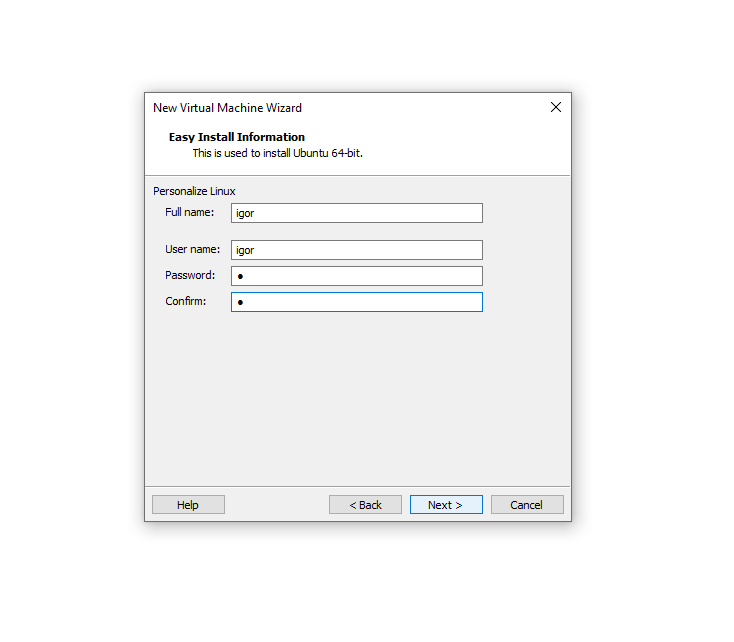 New Virtual Machine Wizard
Easy Install Information
This is used to install Ubuntu 64-bit.
Personalize Linux
Full name: igor
User name: igor
Password: ●
Confirm: ●
Help < Back Next > Cancel